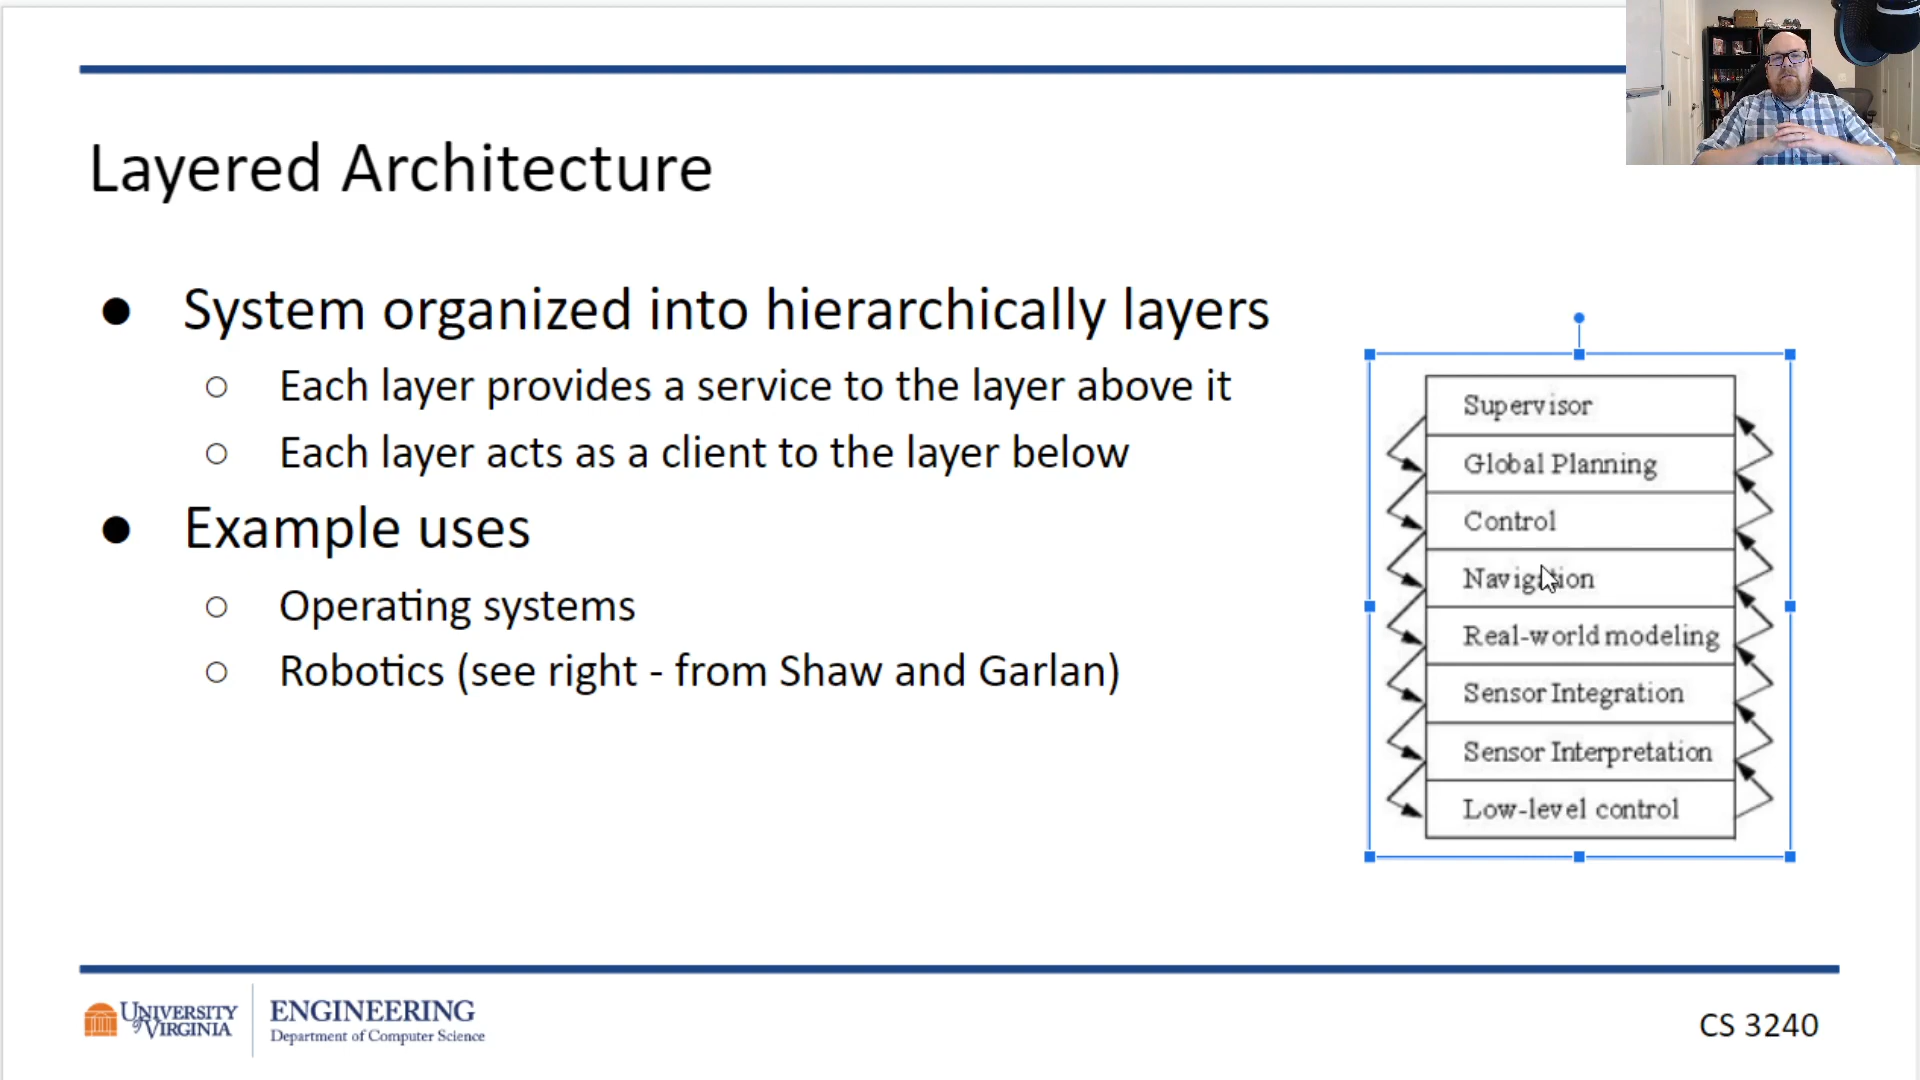 Layered Architecture
● System organized into hierarchically layers
○ Each layer provides a service to the layer above it
○ Each layer acts as a client to the layer below
● Example uses
○ Operating systems
○ Robotics (see right - from Shaw and Garlan)
Supervisor
Global Planning
Control
Navigation
Real-world modeling
Sensor Integration
Sensor Interpretation
Low-level control
UNIVERSITY
of VIRGINIA
ENGINEERING
Department of Computer Science
CS 3240